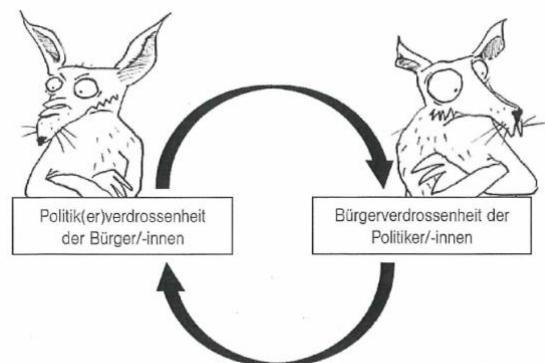 Politik(er)verdrossenheit
der Bürger/-innen
Bürgerverdrossenheit der
Politiker/-innen